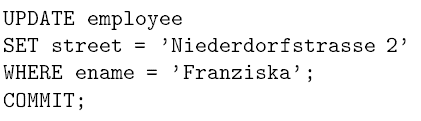 UPDATE employee
SET street = ’Niederdorfstrasse 2’
WHERE ename = ’Franziska’;
COMMIT;